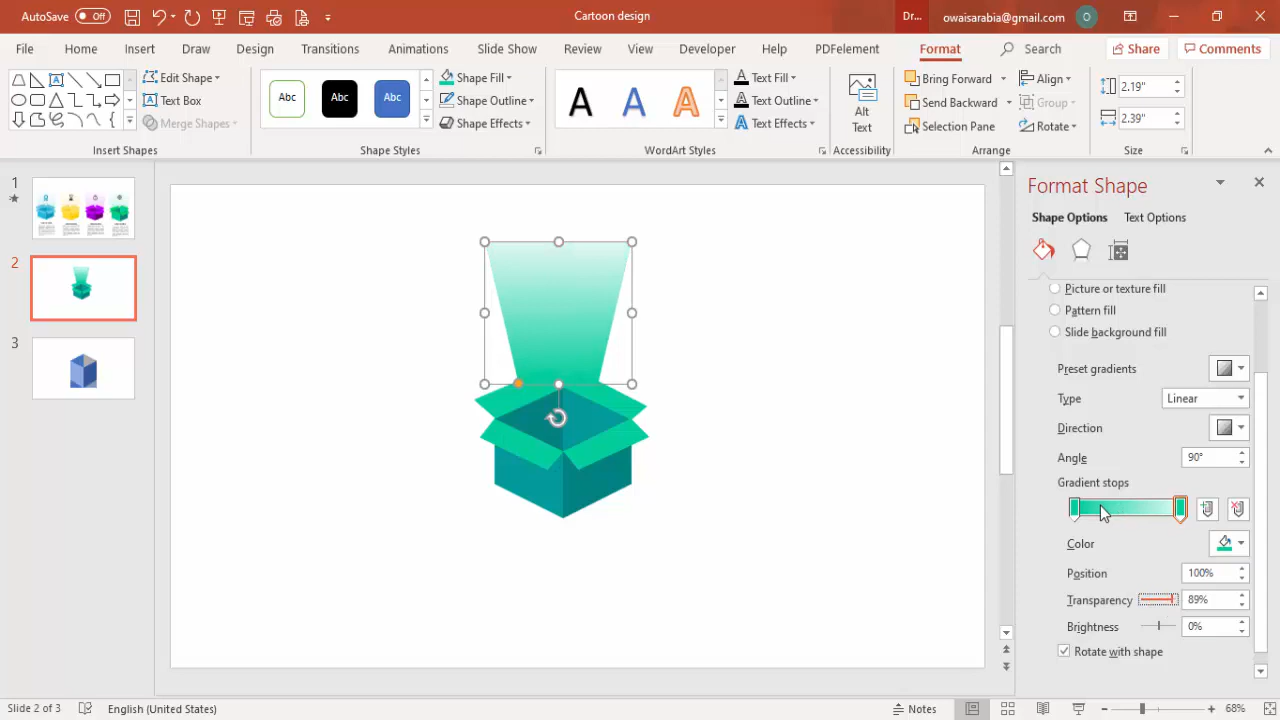 AutoSave Off Cartoon design Dr... owaisarabia@gmail.com O
File Home Insert Draw Design Transitions Animations Slide Show Review View Developer Help PDFelement Format Search Share Comments
Edit Shape Text Box Merge Shapes
Insert Shapes
Abc Abc Abc Shape Fill Shape Outline Shape Effects
Shape Styles
A A A Text Fill Text Outline Text Effects
WordArt Styles
Alt Text
Accessibility
Bring Forward Send Backward Selection Pane Align Group Rotate
Arrange
2.19"
2.39"
Size
1
2
3
Format Shape
Shape Options Text Options
Picture or texture fill
Pattern fill
Slide background fill
Preset gradients
Type Linear
Direction
Angle 90°
Gradient stops
Color
Position 100%
Transparency 89%
Brightness 0%
Rotate with shape
Slide 2 of 3 English (United States) Notes 68%